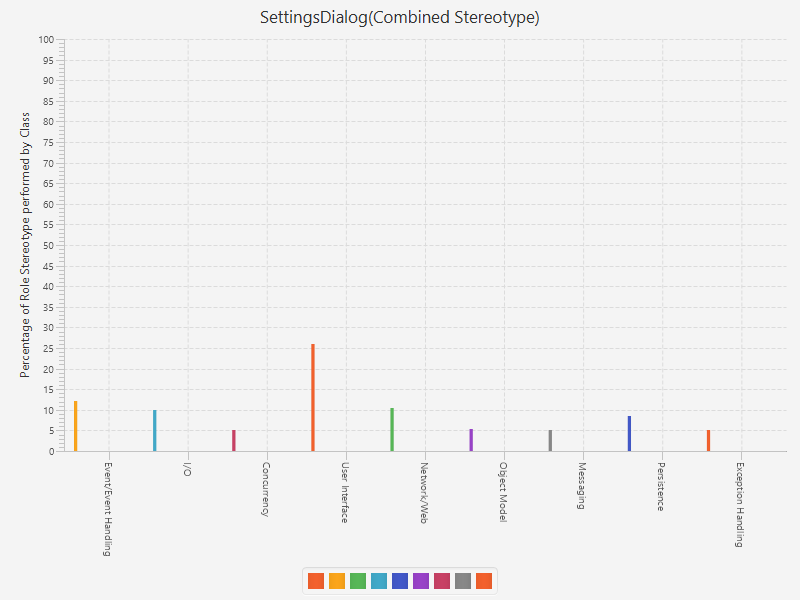 SettingsDialog(Combined Stereotype)
Percentage of Role Stereotype performed by Class
100
95
90
85
80
75
70
65
60
55
50
45
40
35
30
25
20
15
10
5
0
Event/Event Handling
I/O
Concurrency
User Interface
Network/Web
Object Model
Messaging
Persistence
Exception Handling